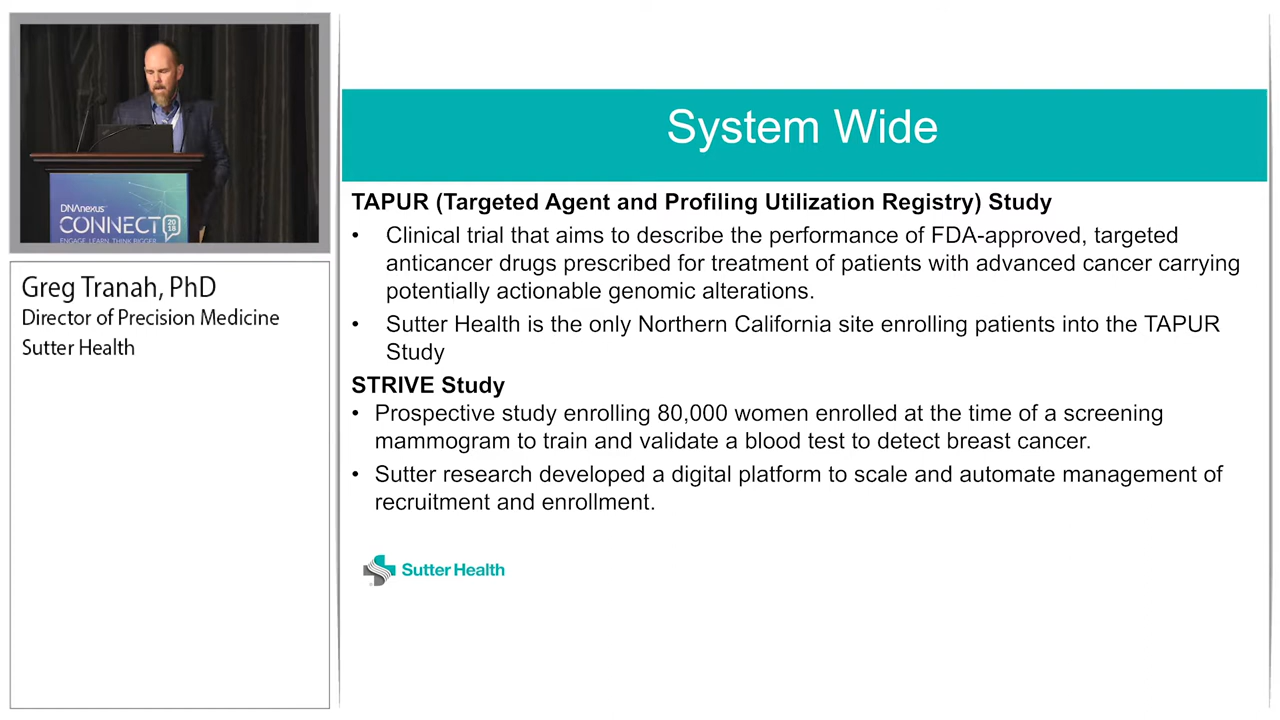 DNAnexus
CONNECT 2018
ENGAGE. LEARN. THINK BIGGER.
Greg Tranah, PhD
Director of Precision Medicine
Sutter Health
System Wide
TAPUR (Targeted Agent and Profiling Utilization Registry) Study
• Clinical trial that aims to describe the performance of FDA-approved, targeted
anticancer drugs prescribed for treatment of patients with advanced cancer carrying
potentially actionable genomic alterations.
• Sutter Health is the only Northern California site enrolling patients into the TAPUR
Study
STRIVE Study
• Prospective study enrolling 80,000 women enrolled at the time of a screening
mammogram to train and validate a blood test to detect breast cancer.
• Sutter research developed a digital platform to scale and automate management of
recruitment and enrollment.
Sutter Health